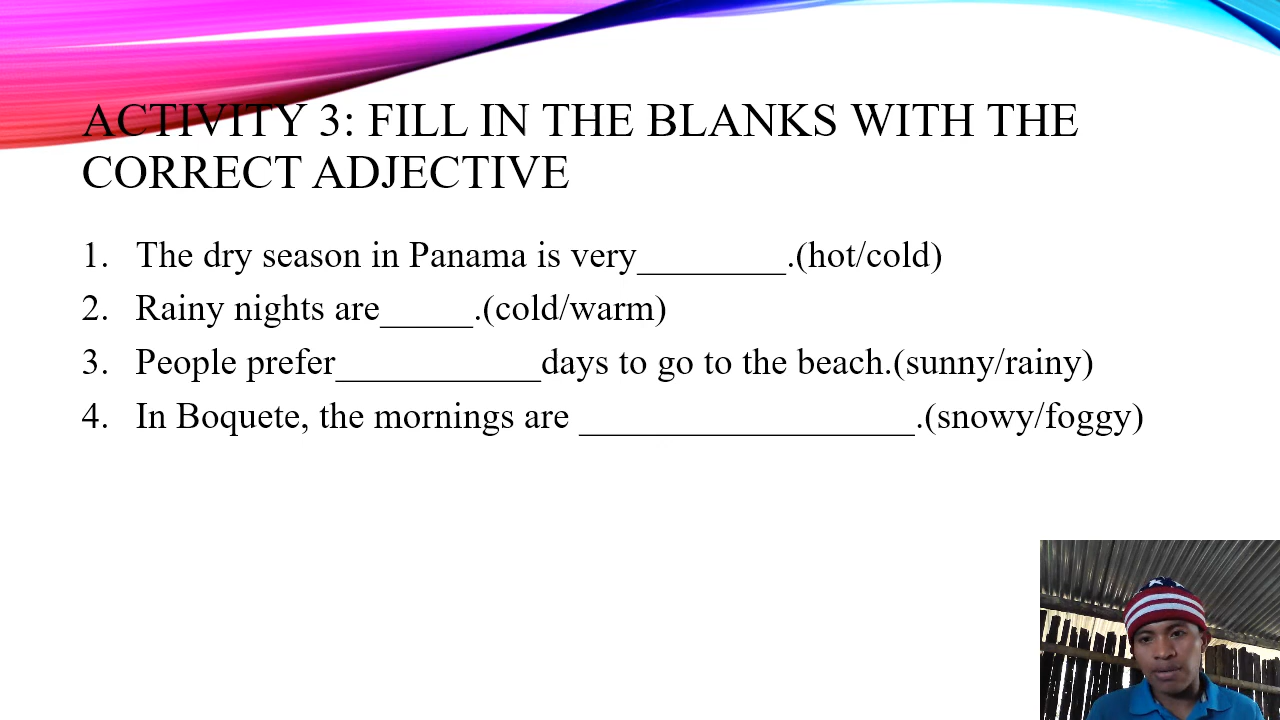 ACTIVITY 3: FILL IN THE BLANKS WITH THE
CORRECT ADJECTIVE
1. The dry season in Panama is very________.(hot/cold)
2. Rainy nights are_____.(cold/warm)
3. People prefer___________days to go to the beach.(sunny/rainy)
4. In Boquete, the mornings are __________________.(snowy/foggy)